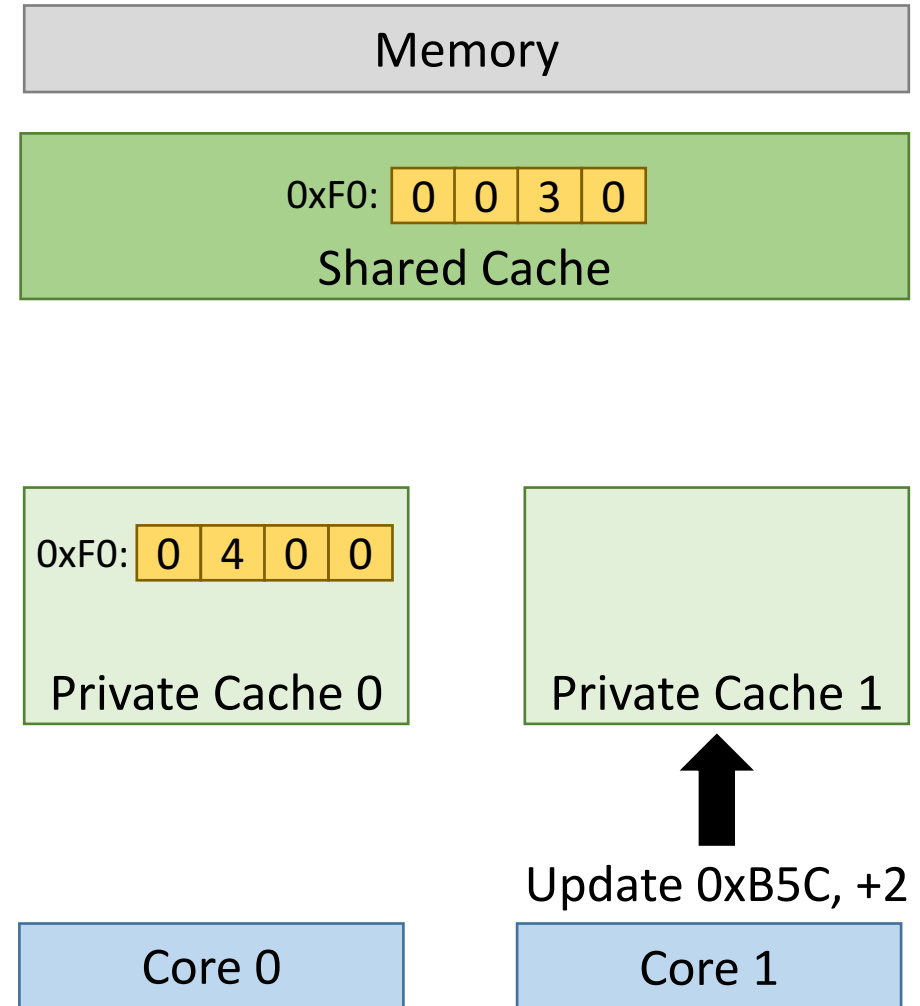 Memory
0xF0: 0 0 3 0
Shared Cache
0xF0: 0 4 0 0
Private Cache 0
Private Cache 1
Update 0xB5C, +2
Core 0
Core 1